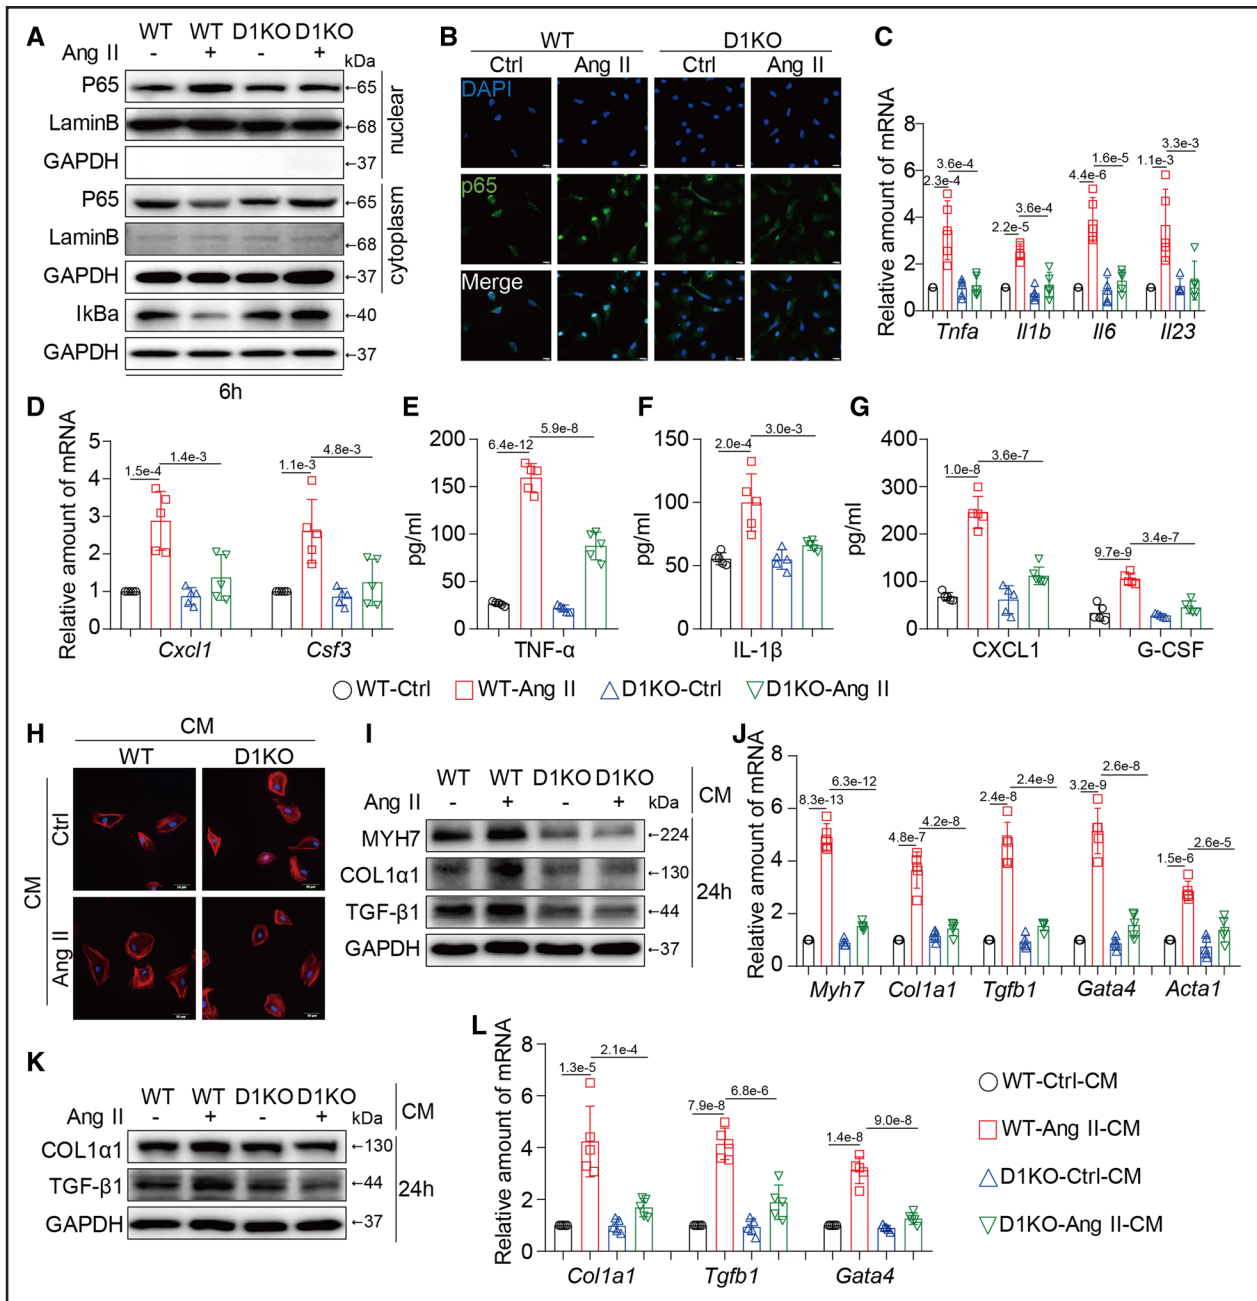 A
WT WT D1KO D1KO
Ang II - + - + kDa
P65 ←65
LaminB ←68
GAPDH ←37
nuclear
P65 ←65
LaminB ←68
GAPDH ←37
cytoplasm
IkBa ←40
GAPDH ←37
6h
B
WT D1KO
Ctrl Ang II Ctrl Ang II
DAPI
p65
Merge
C
Relative amount of mRNA
8
6
4
2
0
2.3e-4 3.6e-4 2.2e-5 3.6e-4 4.4e-6 1.6e-5 1.1e-3 3.3e-3
Tnfa Il1b Il6 Il23
D
Relative amount of mRNA
5
4
3
2
1
0
1.5e-4 1.4e-3 1.1e-3 4.8e-3
Cxcl1 Csf3
E
pg/ml
200
150
100
50
0
6.4e-12 5.9e-8
TNF-α
F
pg/ml
150
100
50
0
2.0e-4 3.0e-3
IL-1β
G
pg/ml
400
300
200
100
0
1.0e-8 3.6e-7 9.7e-9 3.4e-7
CXCL1 G-CSF
WT-Ctrl WT-Ang II D1KO-Ctrl D1KO-Ang II
H
CM
WT D1KO
CM
Ctrl
Ang II
I
WT WT D1KO D1KO
Ang II - + - + kDa
CM
MYH7 ←224
COL1α1 ←130
TGF-β1 ←44
GAPDH ←37
24h
J
Relative amount of mRNA
8
6
4
2
0
8.3e-13 6.3e-12 4.8e-7 4.2e-8 2.4e-8 2.4e-9 3.2e-9 2.6e-8 1.5e-6 2.6e-5
Myh7 Col1a1 Tgfb1 Gata4 Acta1
K
WT WT D1KO D1KO
Ang II - + - + kDa
CM
COL1α1 ←130
TGF-β1 ←44
GAPDH ←37
24h
L
Relative amount of mRNA
8
6
4
2
0
1.3e-5 2.1e-4 7.9e-8 6.8e-6 1.4e-8 9.0e-8
Col1a1 Tgfb1 Gata4
WT-Ctrl-CM
WT-Ang II-CM
D1KO-Ctrl-CM
D1KO-Ang II-CM